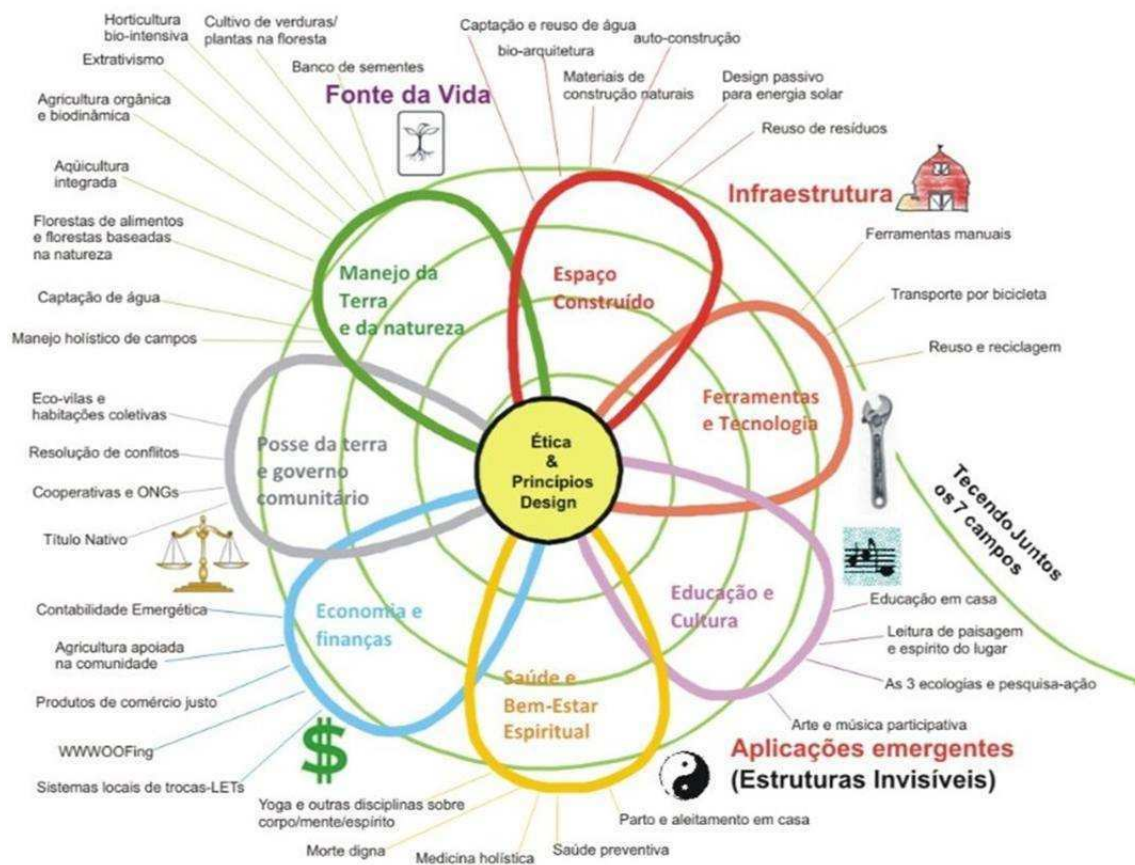 Horticultura
bio-intensiva
Cultivo de verduras/
plantas na floresta
Extrativismo
Banco de sementes
Fonte da Vida
Agricultura orgânica
e biodinâmica
Aqüicultura
integrada
Florestas de alimentos
e florestas baseadas
na natureza
Captação de água
Manejo holístico de campos
Manejo da
Terra
e da natureza
Captação e reuso de água
bio-arquitetura
auto-construção
Materiais de
construção naturais
Design passivo
para energia solar
Reuso de resíduos
Infraestrutura
Espaço
Construído
Ferramentas manuais
Transporte por bicicleta
Reuso e reciclagem
Ferramentas
e Tecnologia
Eco-vilas e
habitações coletivas
Resolução de conflitos
Cooperativas e ONGs
Título Nativo
Posse da terra
e governo
comunitário
Ética
&
Princípios
Design
Tecendo Juntos
os 7 campos
Contabilidade Emergética
Agricultura apoiada
na comunidade
Produtos de comércio justo
WWWOOFing
Sistemas locais de trocas-LETs
Economia e
finanças
$
Educação e
Cultura
Educação em casa
Leitura de paisagem
e espírito do lugar
As 3 ecologias e pesquisa-ação
Arte e música participativa
Saúde e
Bem-Estar
Espiritual
Aplicações emergentes
(Estruturas Invisíveis)
Yoga e outras disciplinas sobre
corpo/mente/espírito
Morte digna
Medicina holística
Saúde preventiva
Parto e aleitamento em casa